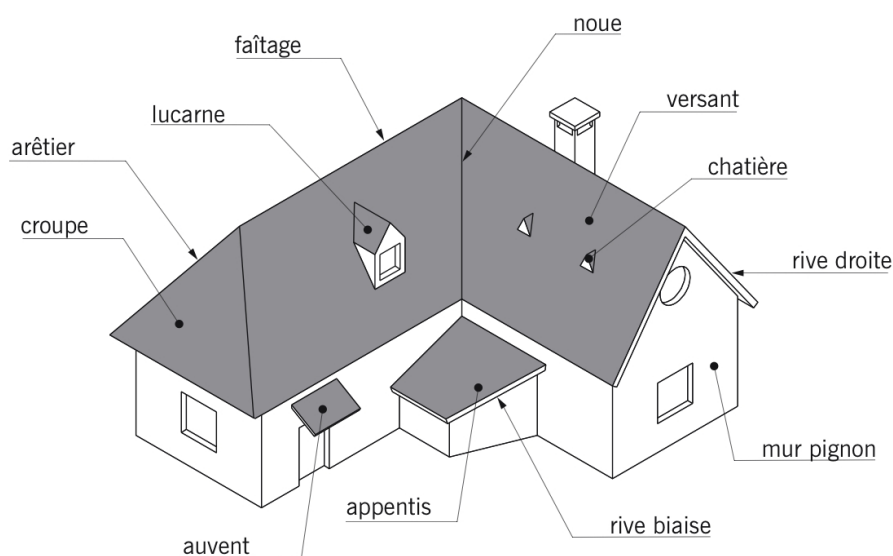 noue
faîtage
versant
lucarne
arêtier
chatière
croupe
rive droite
mur pignon
appentis
rive biaise
auvent